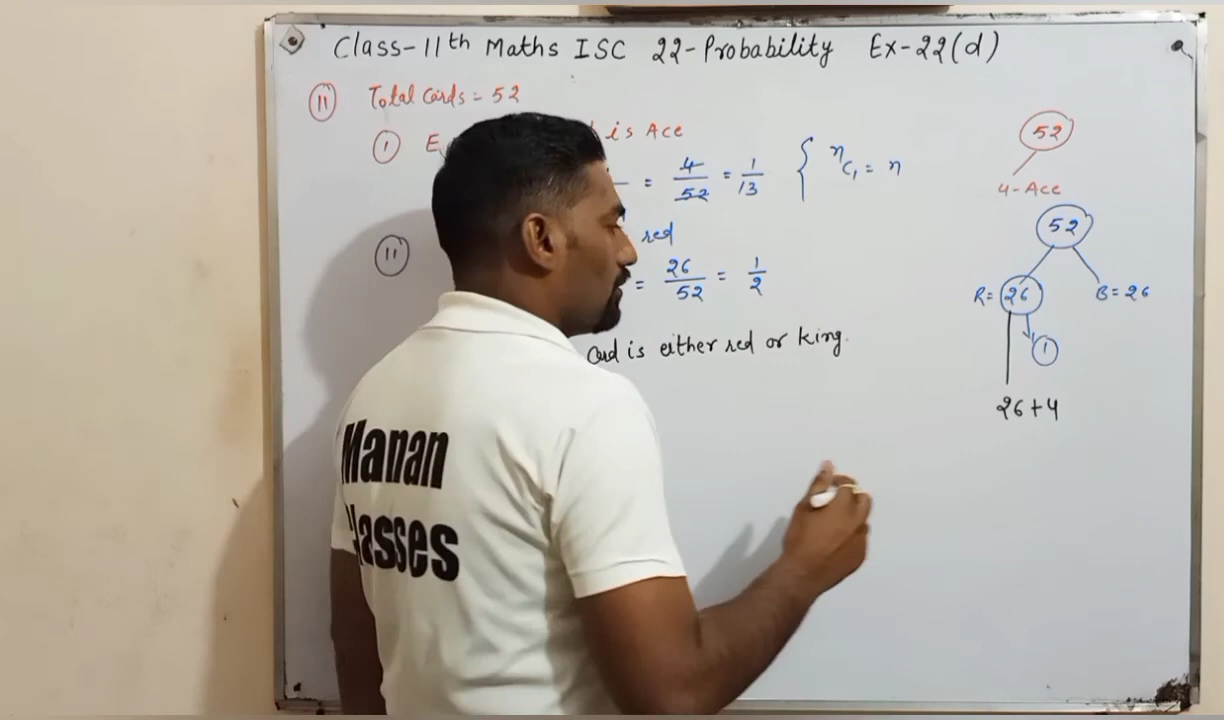 Class-11th Maths ISC 22-Probability Ex-22(d)
11 Total Cards = 52
I E is Ace
= 4/52 = 1/13 { nC1 = n
II red
= 26/52 = 1/2
Card is either red or king.
52
4-Ace
52
R = 26 B = 26
1
26+4
Manan
Classes